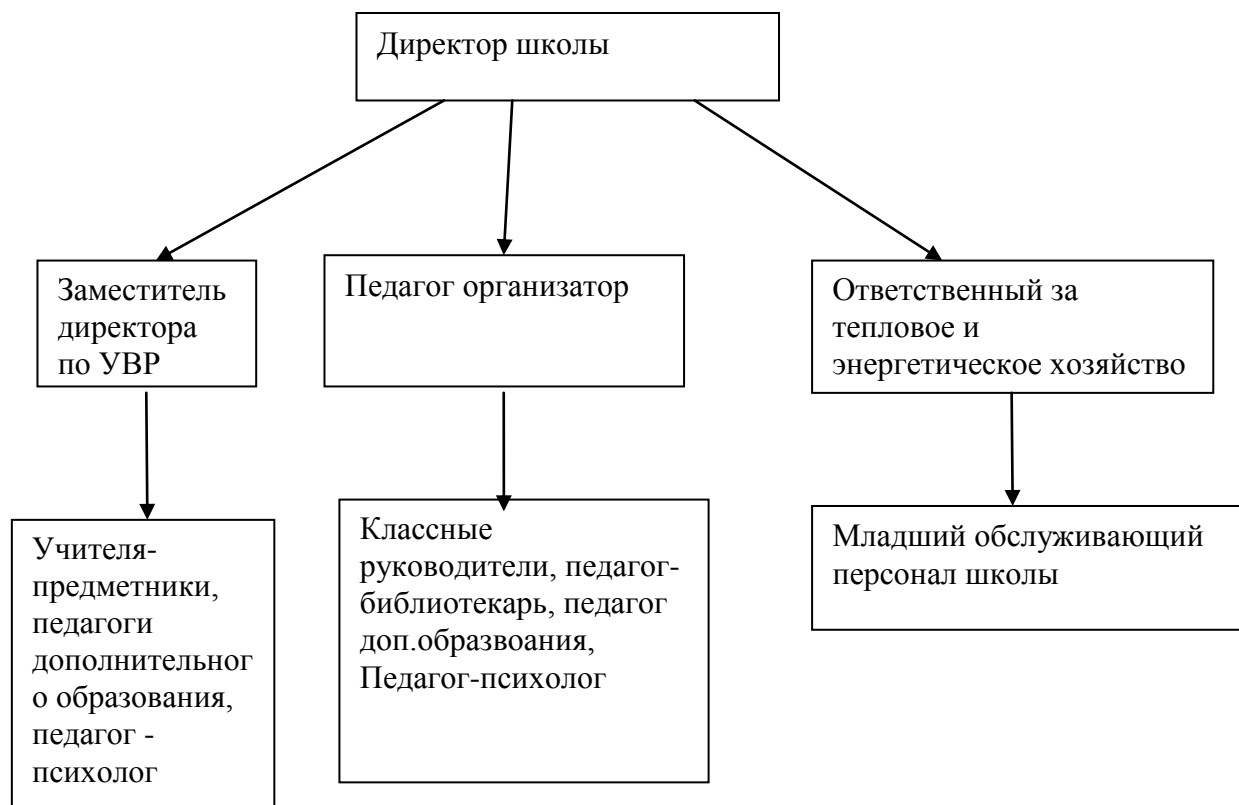 Директор школы
Заместитель
директора
по УВР
Педагог организатор
Ответственный за
тепловое и
энергетическое хозяйство
Учителя-
предметники,
педагоги
дополнительног
о образования,
педагог -
психолог
Классные
руководители, педагог-
библиотекарь, педагог
доп.образвоания,
Педагог-психолог
Младший обслуживающий
персонал школы